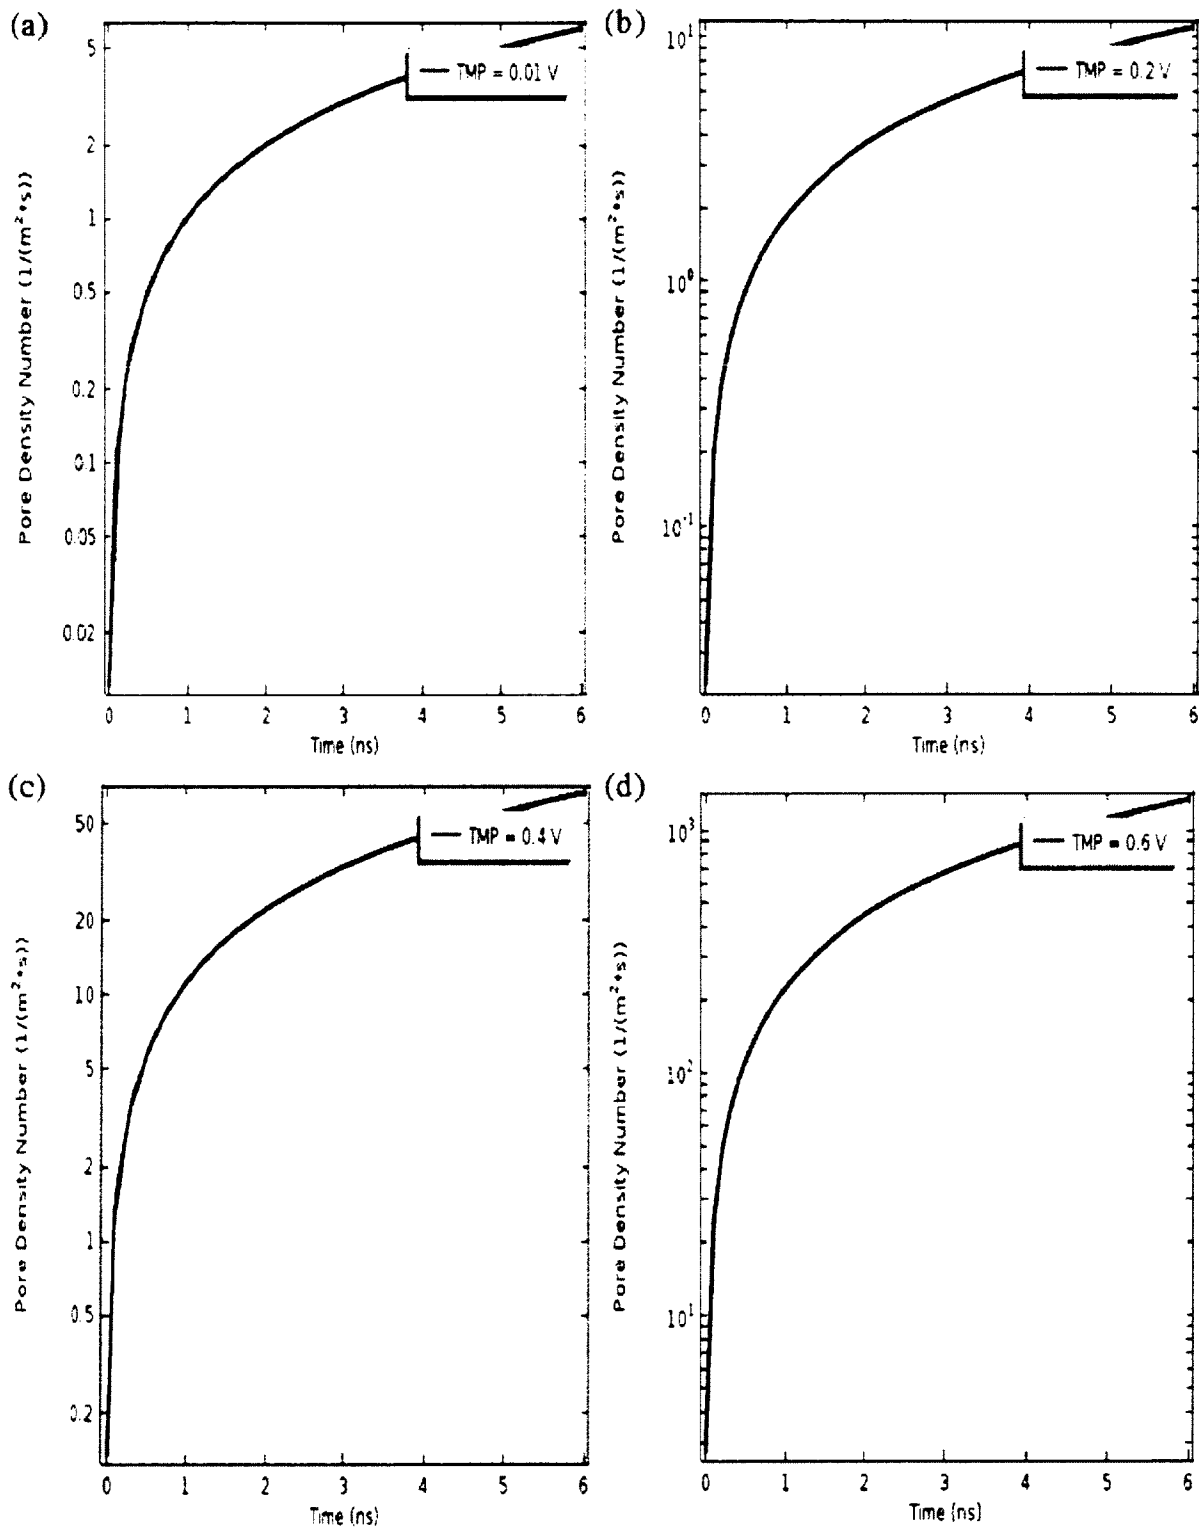 (a)
TMP = 0.01 V
5
2
1
0.5
0.2
0.1
0.05
0.02
Pore Density Number (1/(m²*s))
0 1 2 3 4 5 6
Time (ns)
(b)
TMP = 0.2 V
10¹
10⁰
10⁻¹
Pore Density Number (1/(m²*s))
0 1 2 3 4 5 6
Time (ns)
(c)
TMP = 0.4 V
50
20
10
5
2
1
0.5
0.2
Pore Density Number (1/(m²*s))
0 1 2 3 4 5 6
Time (ns)
(d)
TMP = 0.6 V
10³
10²
10¹
Pore Density Number (1/(m²*s))
0 1 2 3 4 5 6
Time (ns)